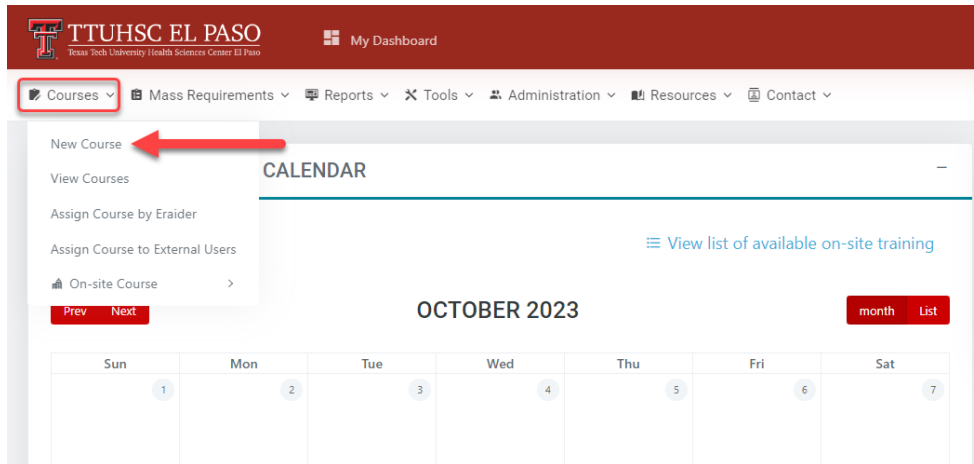 TTUHSC EL PASO
Texas Tech University Health Sciences Center El Paso
My Dashboard
Courses Mass Requirements Reports Tools Administration Resources Contact
New Course
View Courses
Assign Course by Eraider
Assign Course to External Users
On-site Course
CALENDAR
View list of available on-site training
Prev Next
OCTOBER 2023
month List
Sun Mon Tue Wed Thu Fri Sat
1 2 3 4 5 6 7